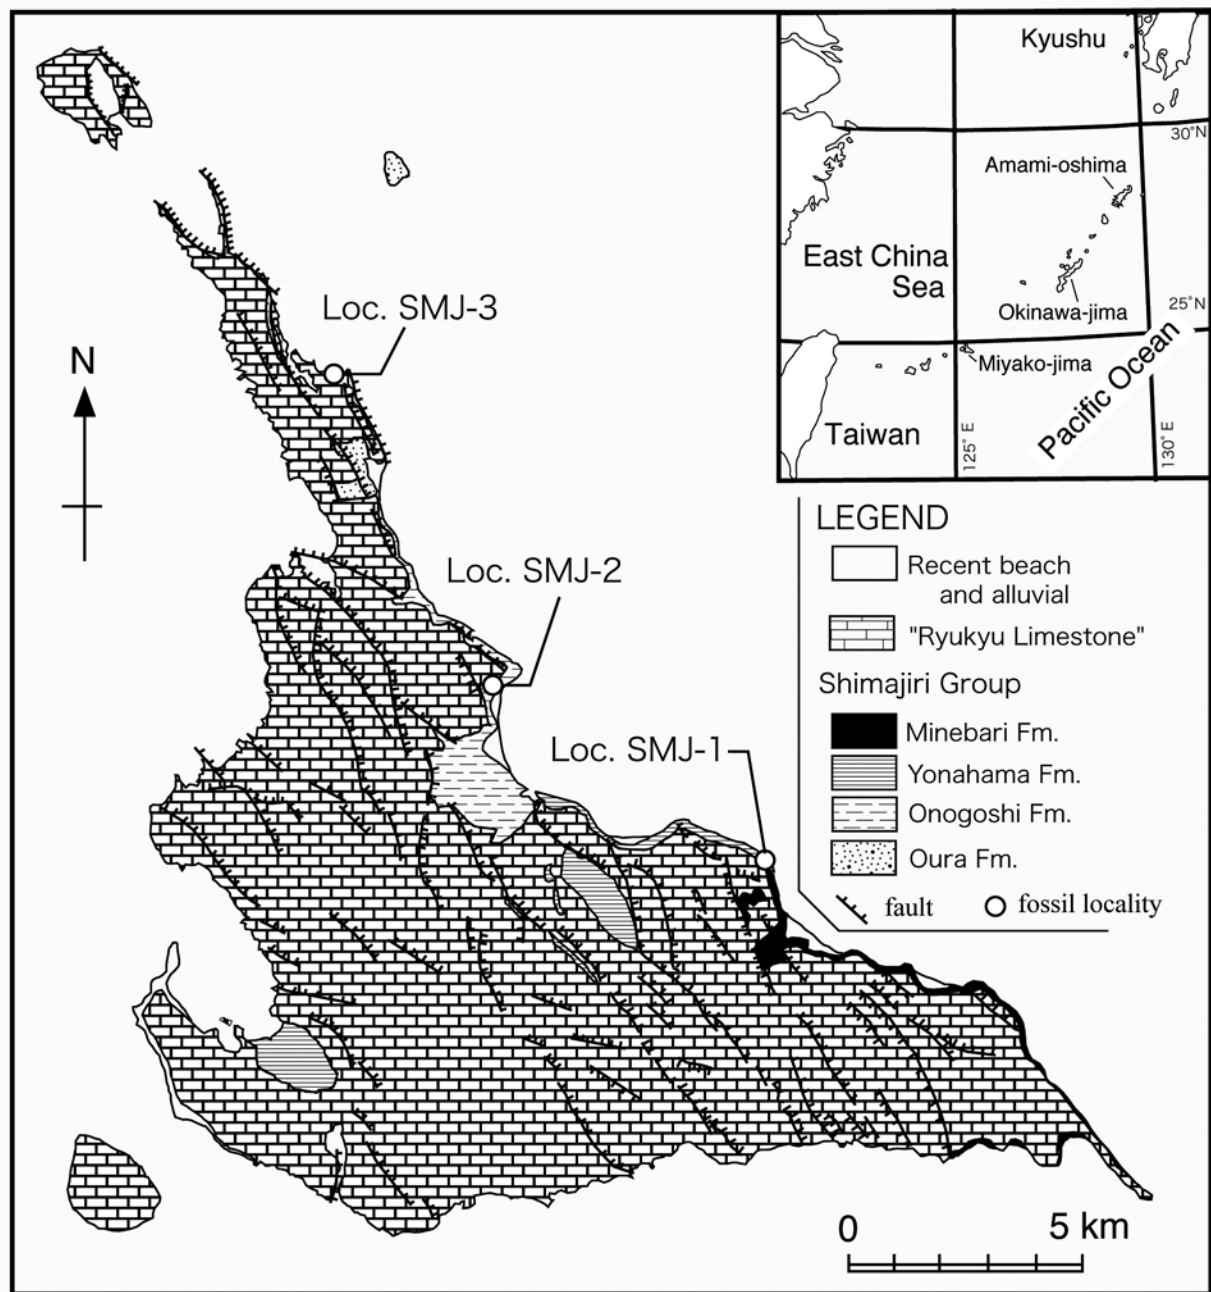 Kyushu
30°N
Amami-oshima
East China
Sea
Okinawa-jima
25°N
Miyako-jima
Pacific Ocean
Taiwan
125° E
130° E
Loc. SMJ-3
N
Loc. SMJ-2
Loc. SMJ-1
LEGEND
Recent beach
and alluvial
"Ryukyu Limestone"
Shimajiri Group
Minebari Fm.
Yonahama Fm.
Onogoshi Fm.
Oura Fm.
fault
fossil locality
0
5 km